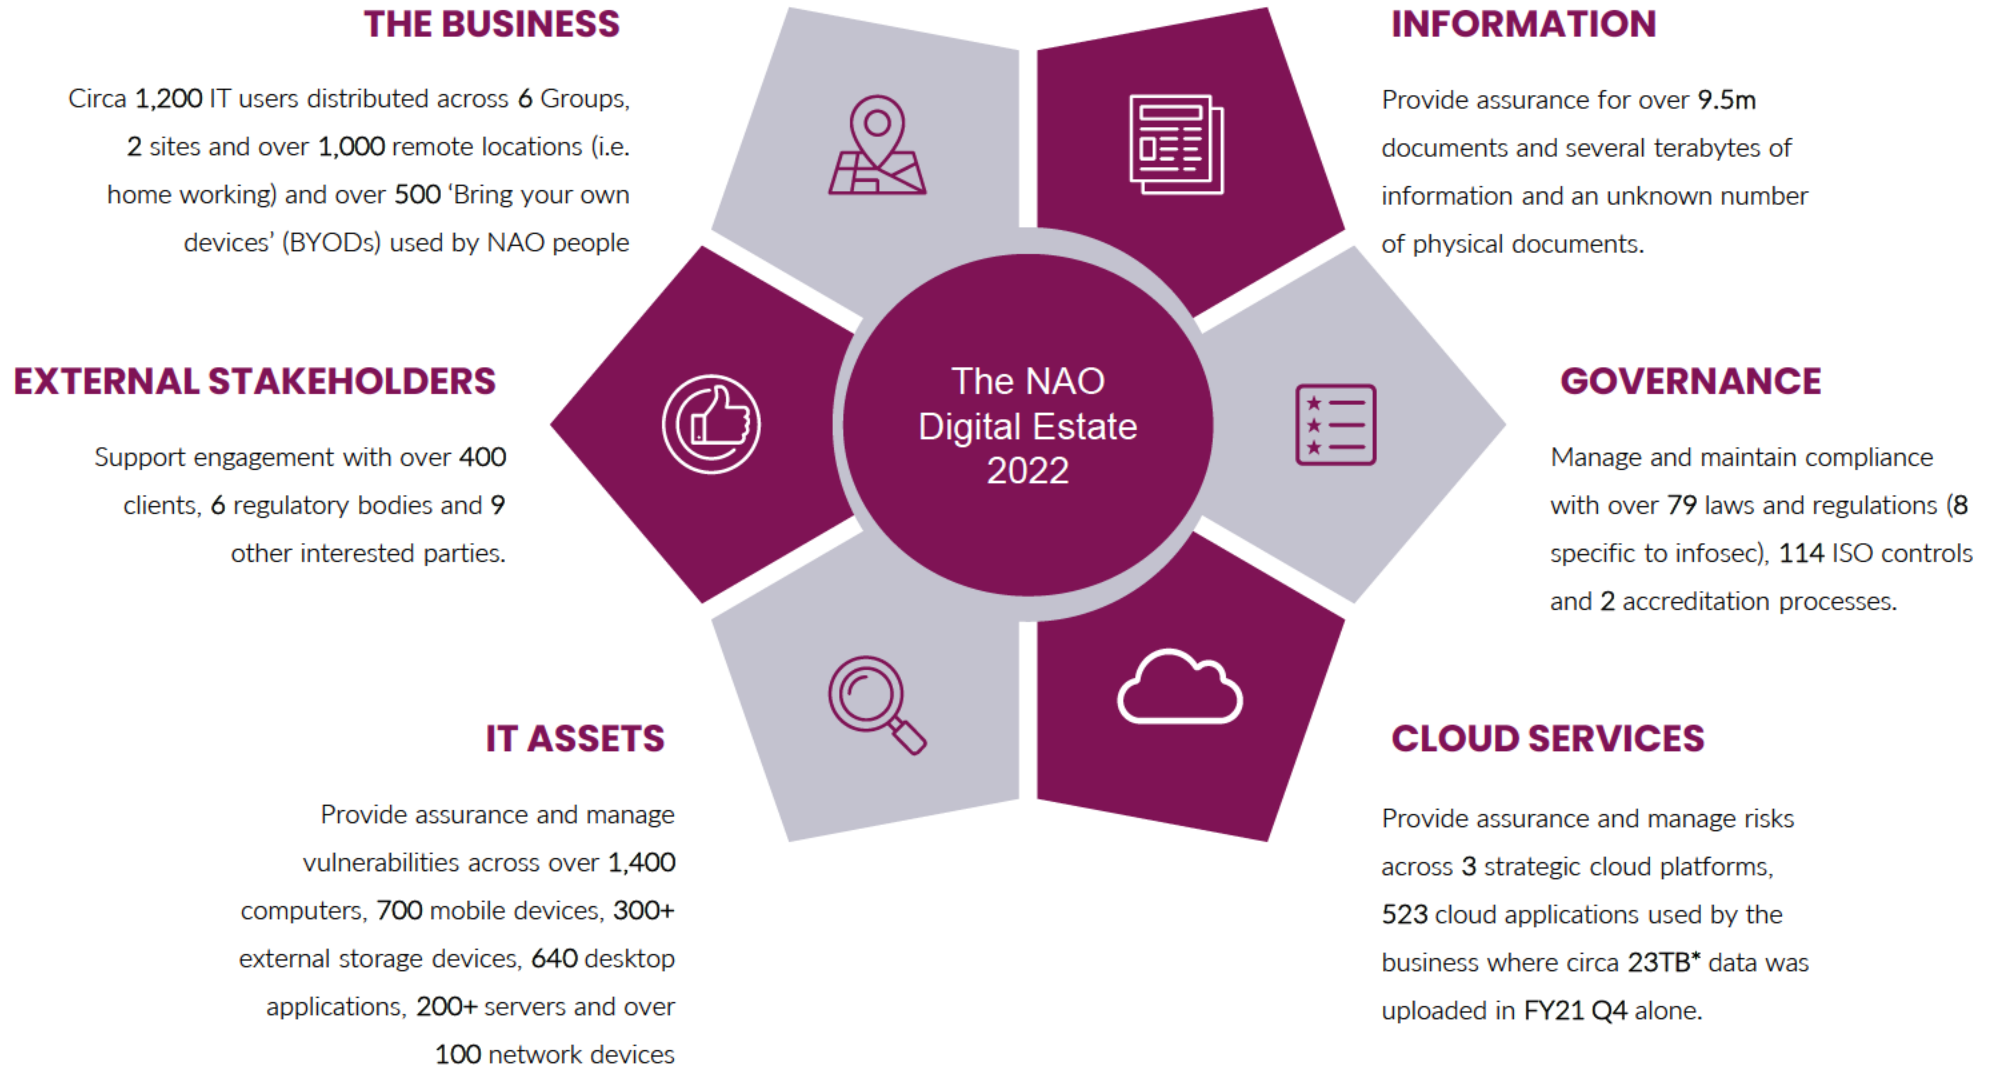 THE BUSINESS
Circa 1,200 IT users distributed across 6 Groups,
2 sites and over 1,000 remote locations (i.e.
home working) and over 500 ‘Bring your own
devices’ (BYODs) used by NAO people
INFORMATION
Provide assurance for over 9.5m
documents and several terabytes of
information and an unknown number
of physical documents.
EXTERNAL STAKEHOLDERS
Support engagement with over 400
clients, 6 regulatory bodies and 9
other interested parties.
The NAO
Digital Estate
2022
GOVERNANCE
Manage and maintain compliance
with over 79 laws and regulations (8
specific to infosec), 114 ISO controls
and 2 accreditation processes.
IT ASSETS
Provide assurance and manage
vulnerabilities across over 1,400
computers, 700 mobile devices, 300+
external storage devices, 640 desktop
applications, 200+ servers and over
100 network devices
CLOUD SERVICES
Provide assurance and manage risks
across 3 strategic cloud platforms,
523 cloud applications used by the
business where circa 23TB* data was
uploaded in FY21 Q4 alone.